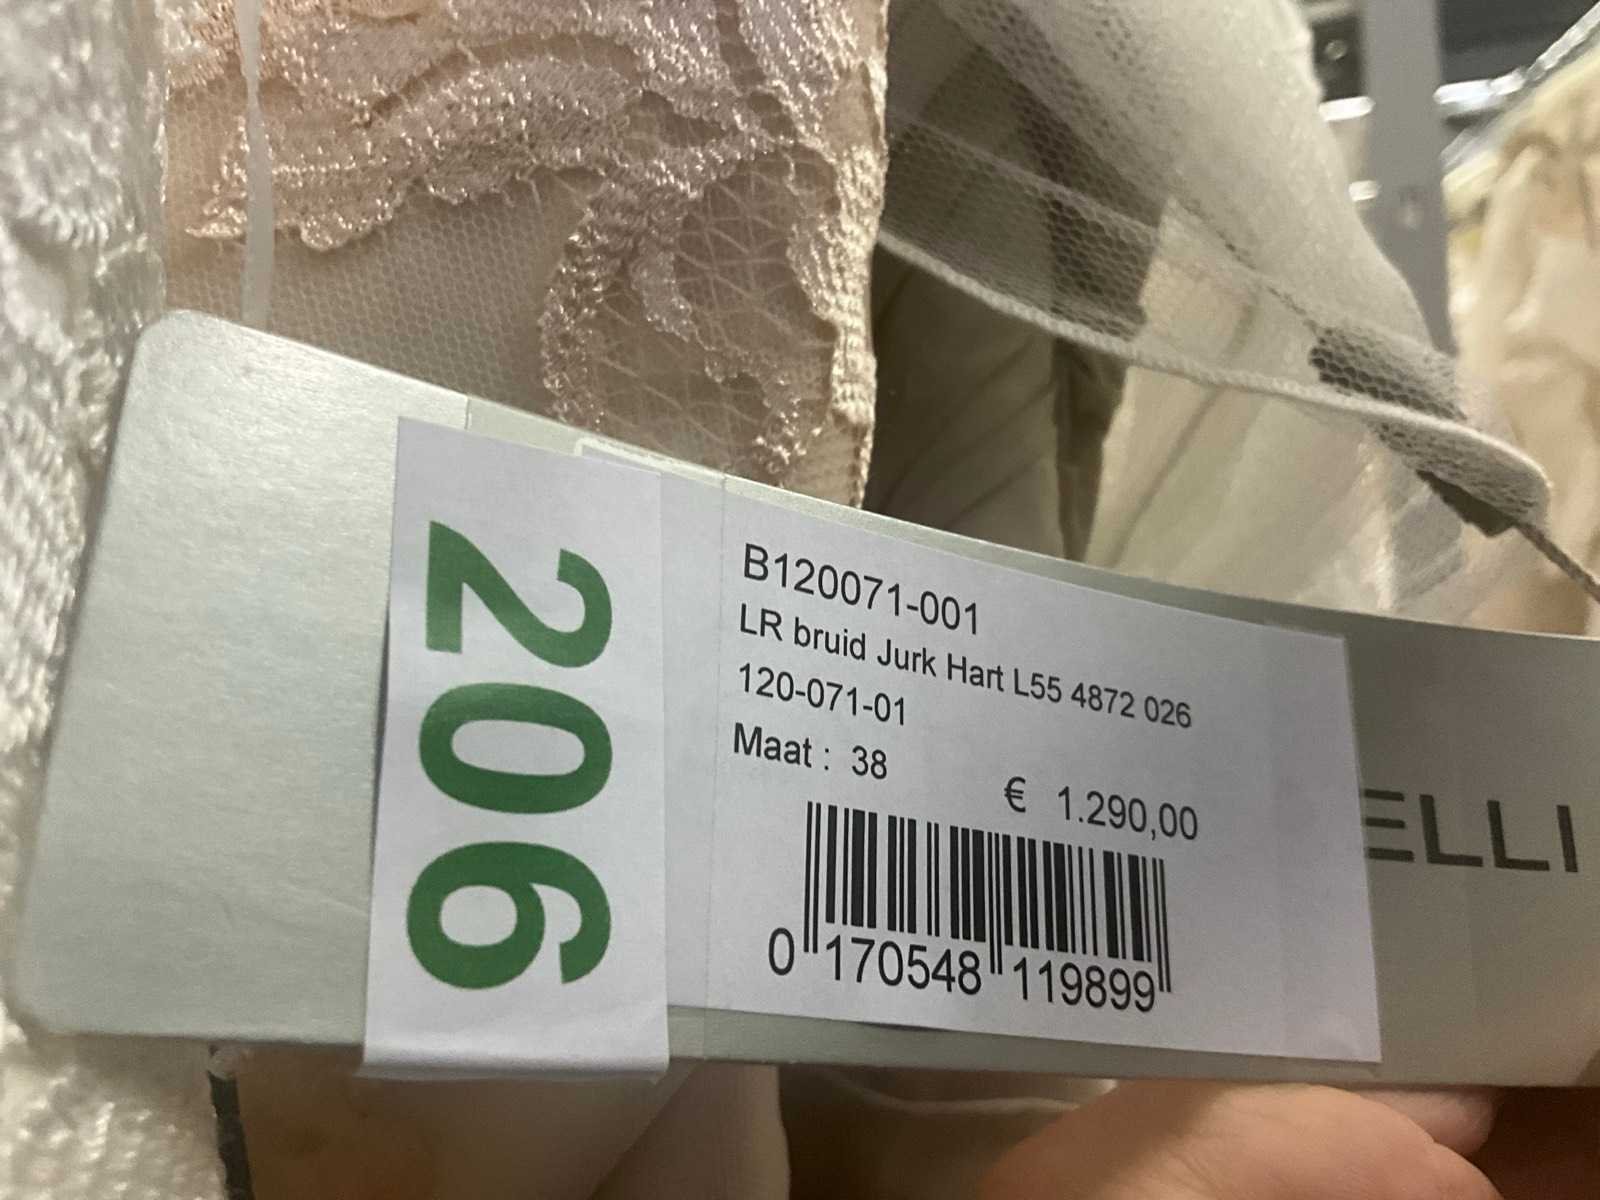 206
B120071-001
LR bruid Jurk Hart L55 4872 026
120-071-01
Maat : 38
€ 1.290,00
0 170548 119899
ELLI